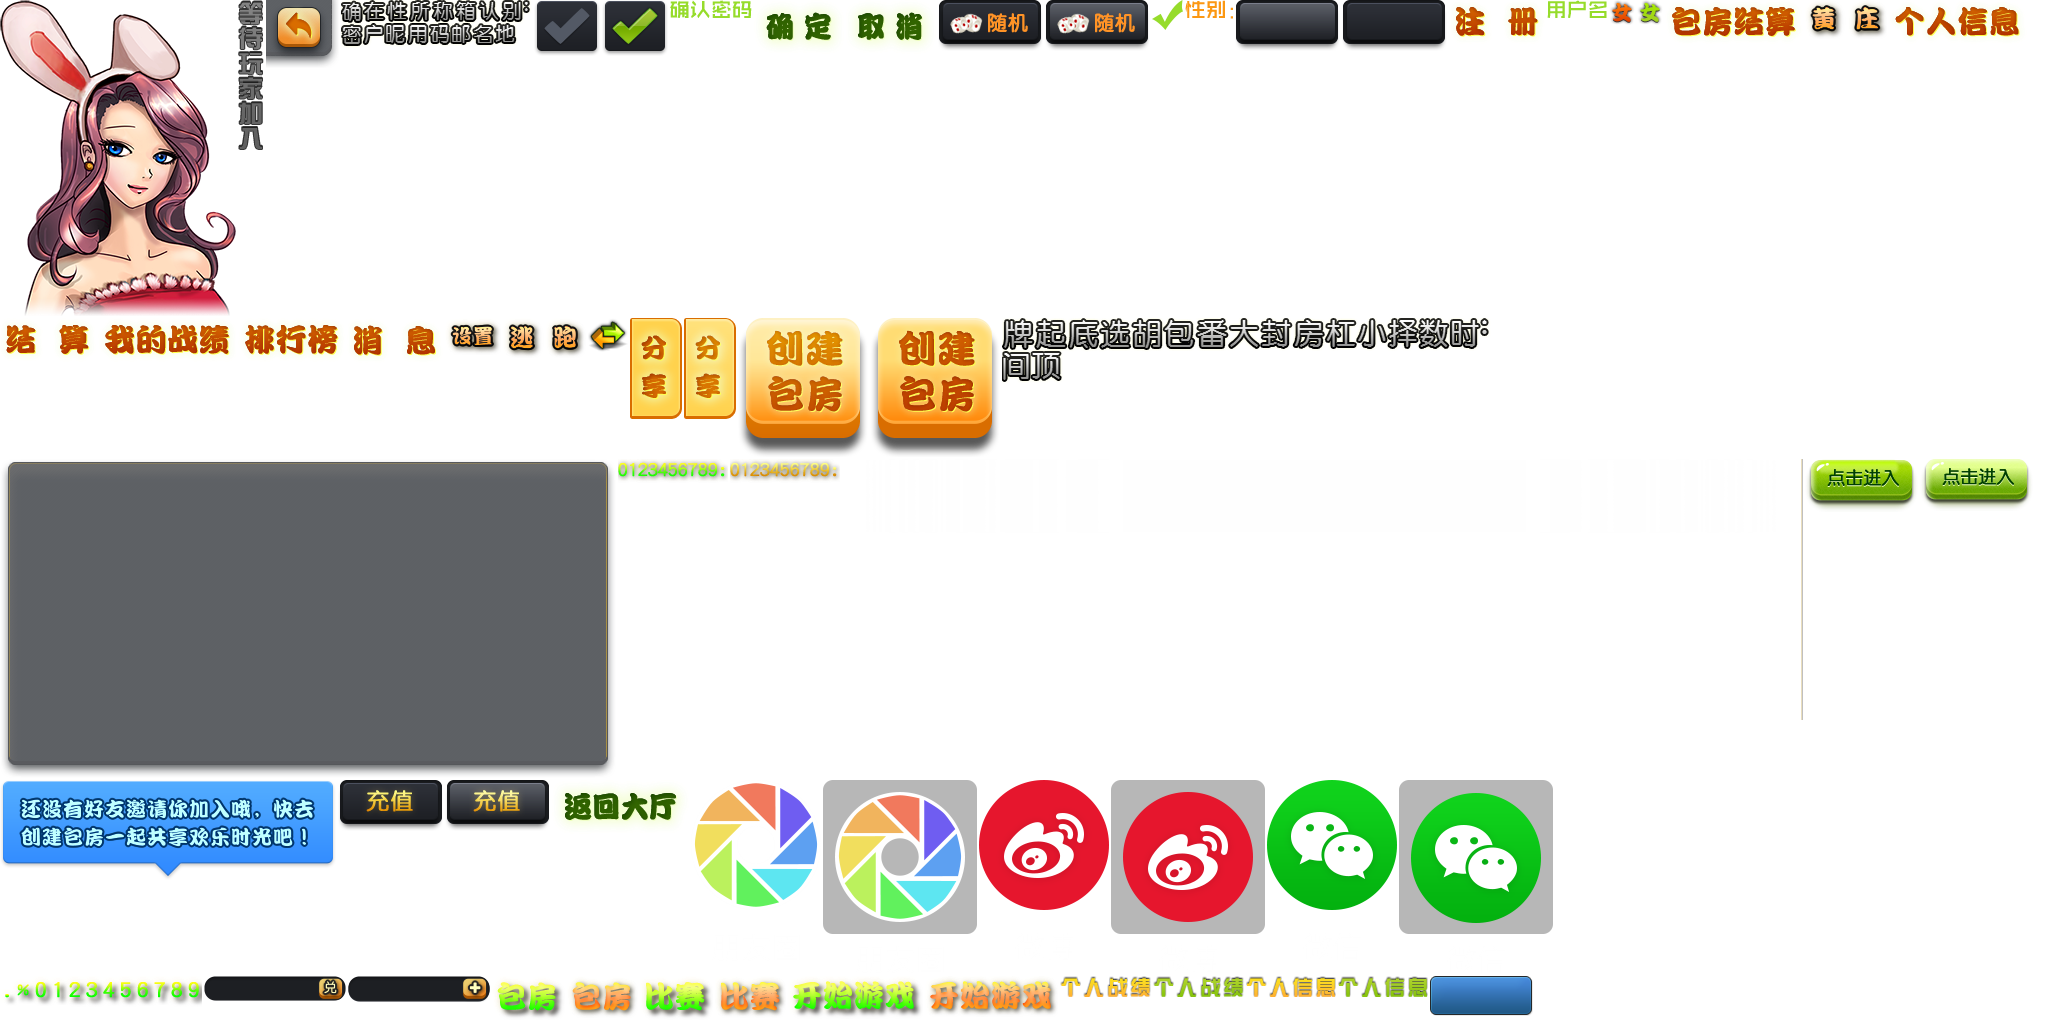 等待玩家加入
确在性所称箱认别:
密户昵用码邮名地
确认密码
确 定
取 消
随机
随机
性别:
注 册
用户名
女
女
包房结算
黄 庄
个人信息
结 算
我的战绩
排行榜
消 息
设置
逃 跑
分享
分享
创建
包房
创建
包房
牌起底选胡包番大封房杠小择数时:
间顶
0123456789:
0123456789:
点击进入
点击进入
还没有好友邀请你加入哦，快去
创建包房一起共享欢乐时光吧！
充值
充值
返回大厅
.%0123456789
兑
包房
包房
比赛
比赛
开始游戏
开始游戏
个人战绩
个人战绩
个人信息
个人信息